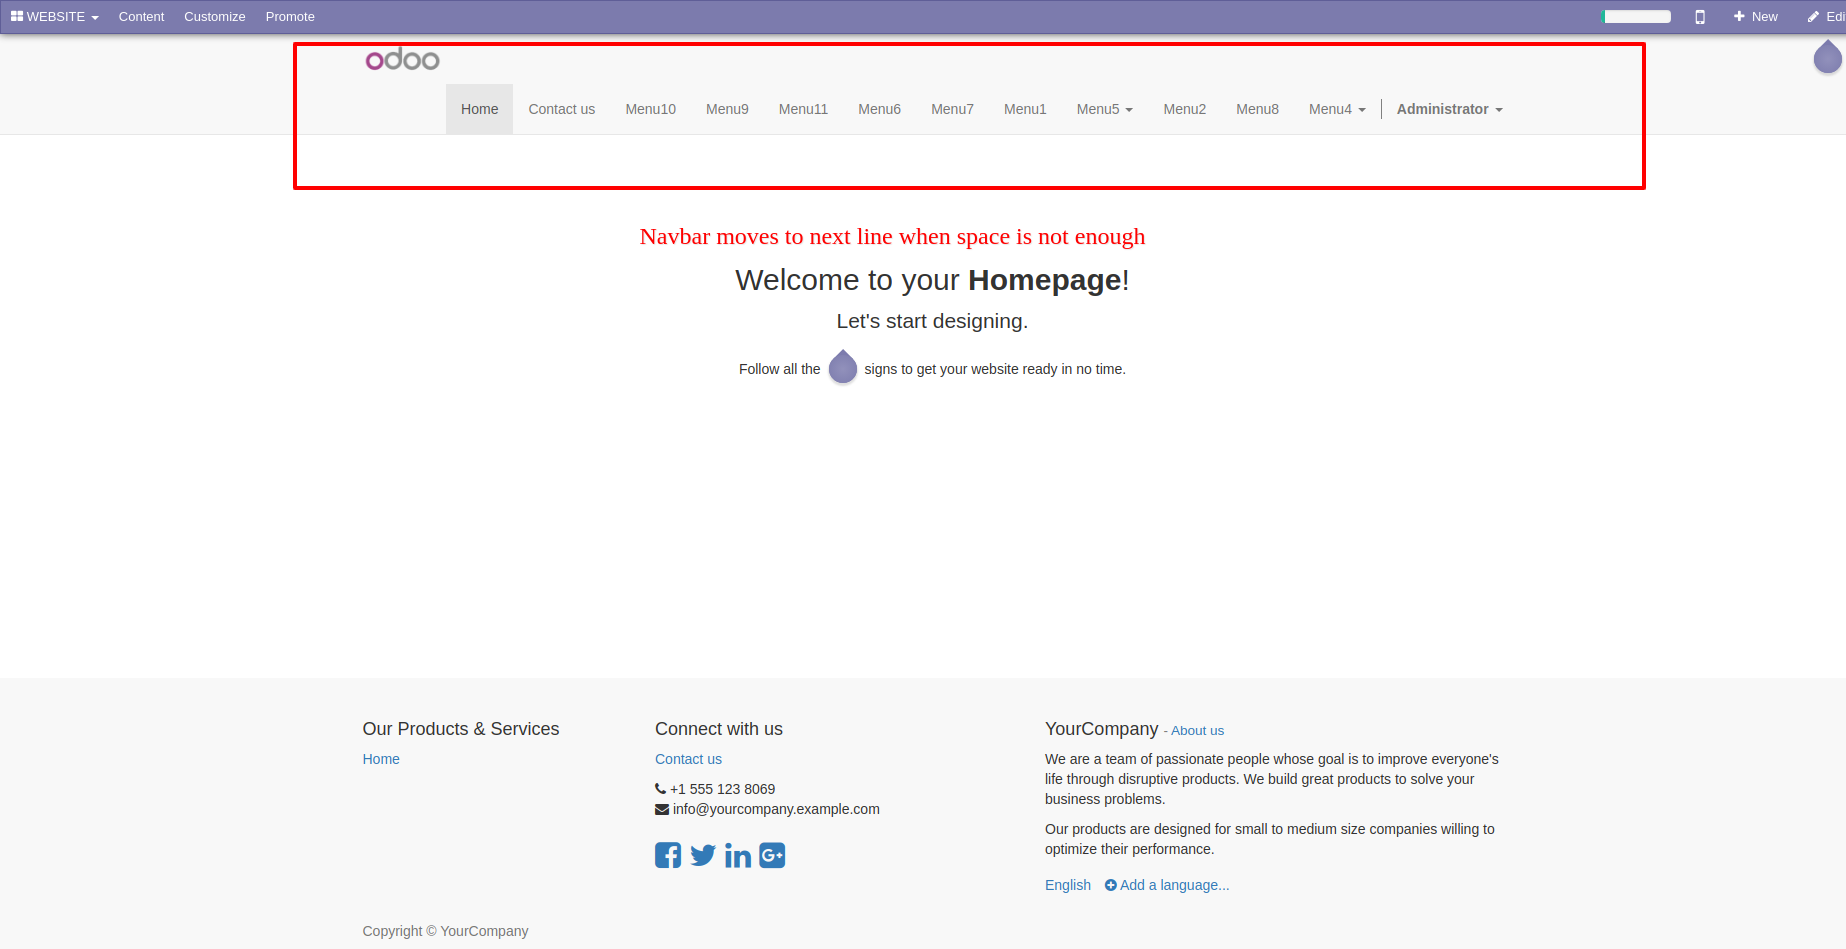 WEBSITE Content Customize Promote New Edi
odoo
Home Contact us Menu10 Menu9 Menu11 Menu6 Menu7 Menu1 Menu5 Menu2 Menu8 Menu4 Administrator
Navbar moves to next line when space is not enough
Welcome to your Homepage!
Let's start designing.
Follow all the signs to get your website ready in no time.
Our Products & Services
Home
Connect with us
Contact us
+1 555 123 8069
info@yourcompany.example.com
YourCompany - About us
We are a team of passionate people whose goal is to improve everyone's
life through disruptive products. We build great products to solve your
business problems.
Our products are designed for small to medium size companies willing to
optimize their performance.
English Add a language...
Copyright © YourCompany